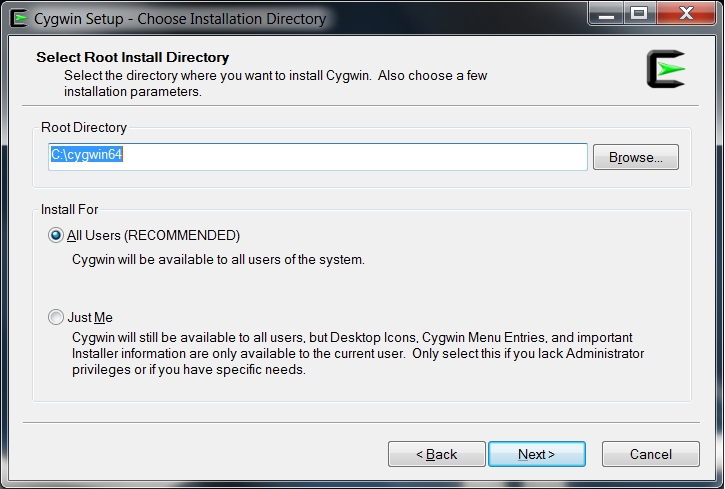 Cygwin Setup - Choose Installation Directory
Select Root Install Directory
Select the directory where you want to install Cygwin.  Also choose a few
installation parameters.
Root Directory
C:\cygwin64
Browse...
Install For
All Users (RECOMMENDED)
Cygwin will be available to all users of the system.
Just Me
Cygwin will still be available to all users, but Desktop Icons, Cygwin Menu Entries, and important
Installer information are only available to the current user.  Only select this if you lack Administrator
privileges or if you have specific needs.
< Back
Next >
Cancel